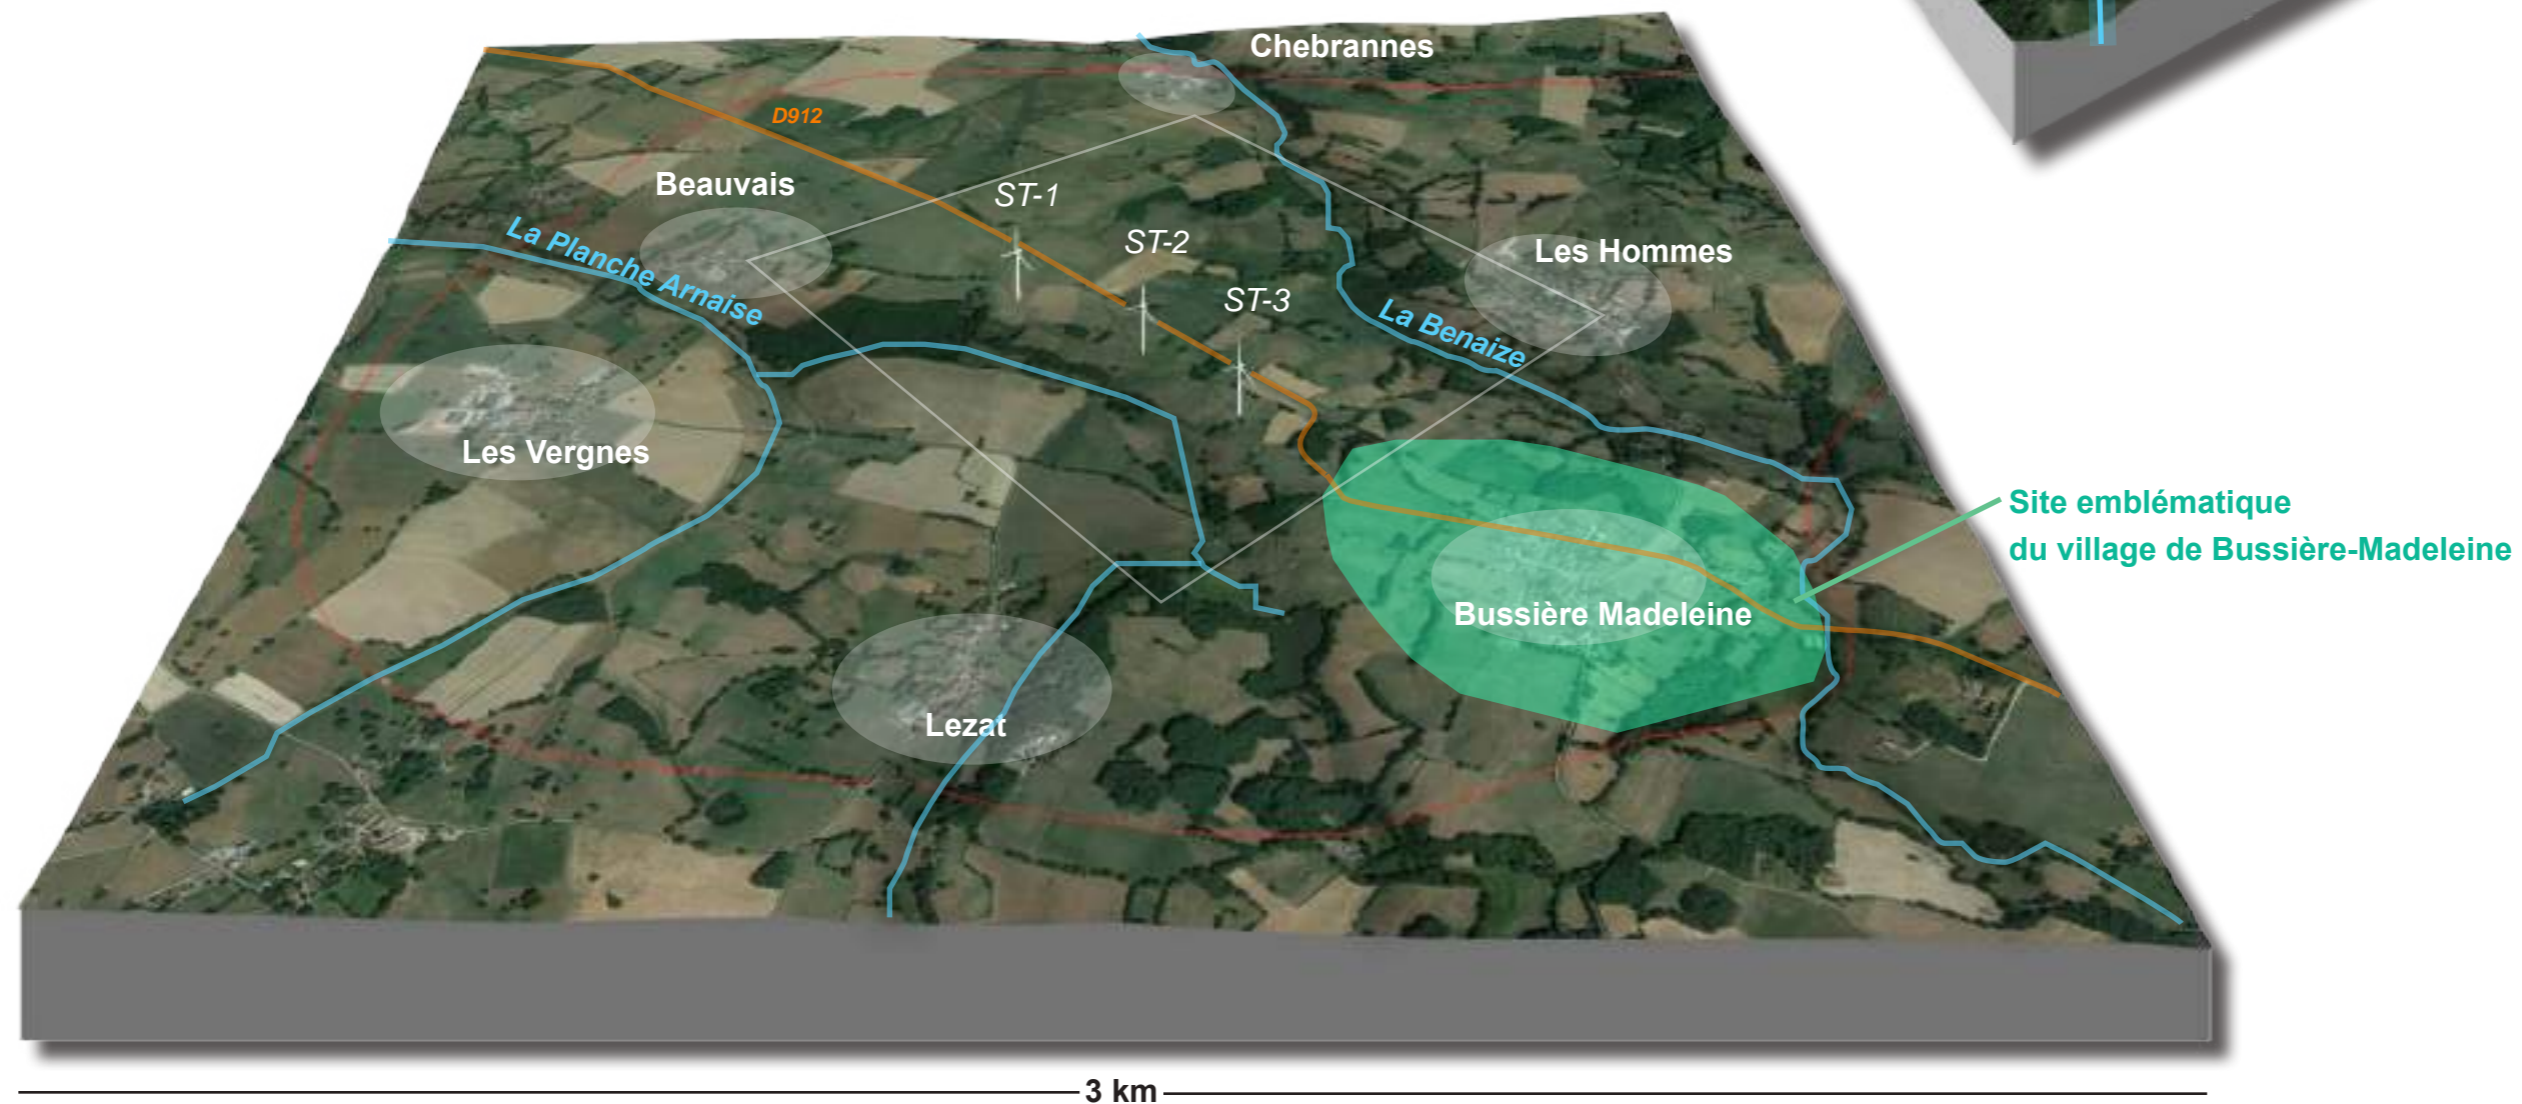 Chebrannes
D912
Beauvais
ST-1
La Planche Arnaise
ST-2
Les Hommes
ST-3
La Benaize
Les Vergnes
Site emblématique
du village de Bussière-Madeleine
Bussière Madeleine
Lezat
3 km